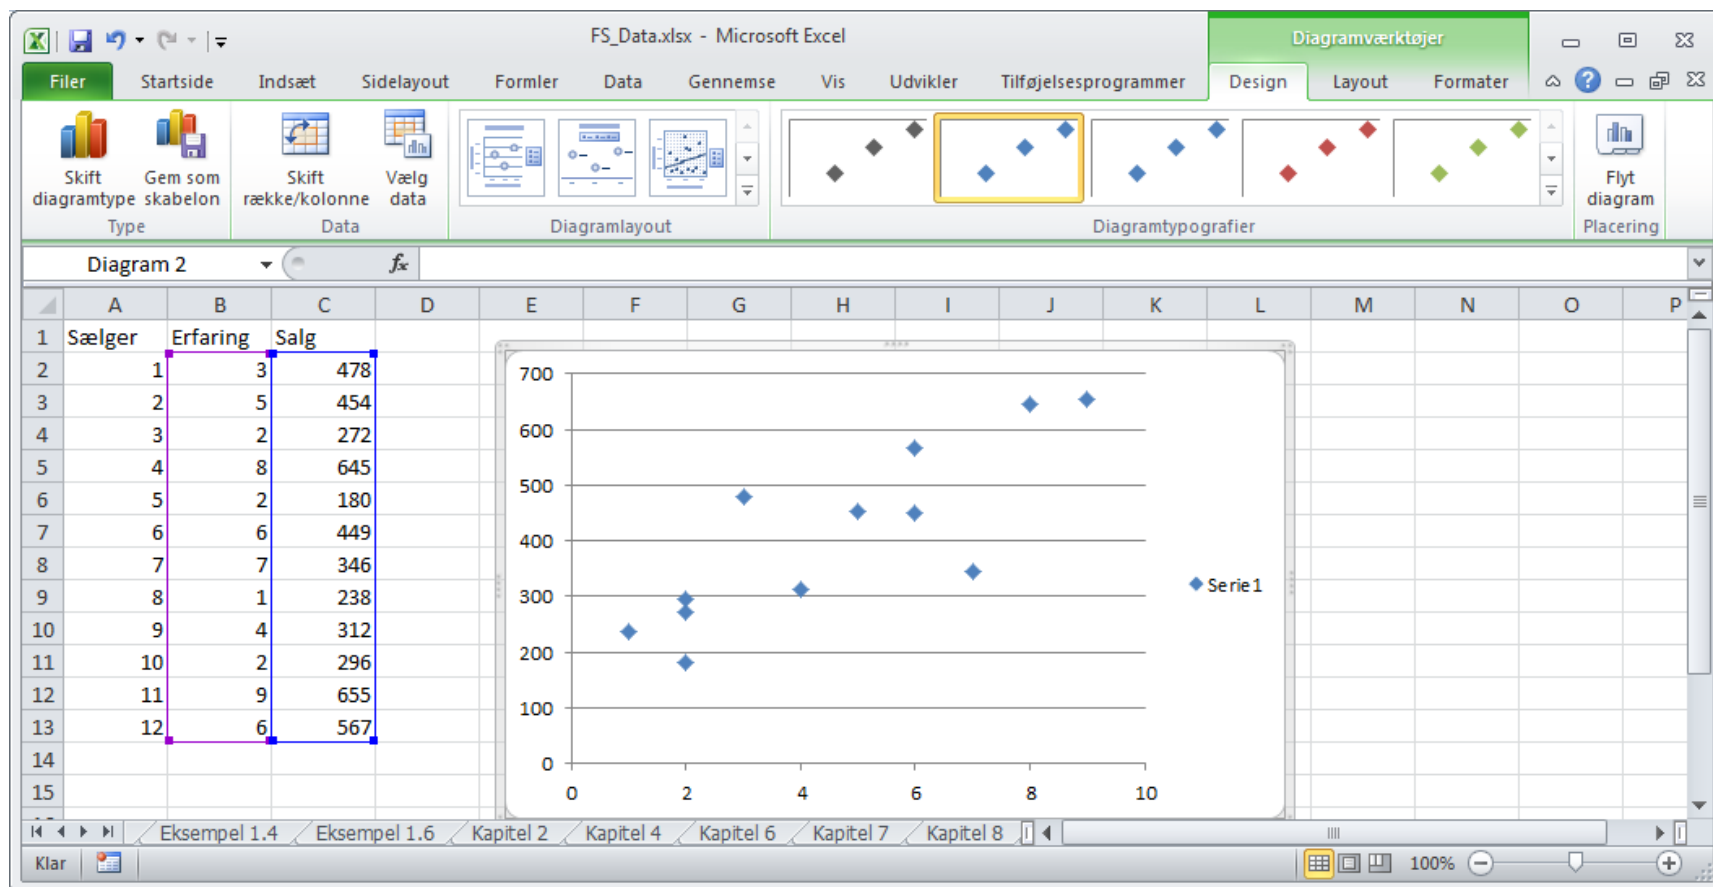 FS_Data.xlsx - Microsoft Excel
Diagramværktøjer
Filer Startside Indsæt Sidelayout Formler Data Gennemse Vis Udvikler Tilføjelsesprogrammer Design Layout Formater
Skift diagramtype
Gem som skabelon
Skift række/kolonne
Vælg data
Flyt diagram
Type Data Diagramlayout Diagramtypografier Placering
Diagram 2 fx
A B C D E F G H I J K L M N O P
1 Sælger Erfaring Salg
2 1 3 478
3 2 5 454
4 3 2 272
5 4 8 645
6 5 2 180
7 6 6 449
8 7 7 346
9 8 1 238
10 9 4 312
11 10 2 296
12 11 9 655
13 12 6 567
14
15
700
600
500
400
300
200
100
0
0 2 4 6 8 10
Serie1
Eksempel 1.4 Eksempel 1.6 Kapitel 2 Kapitel 4 Kapitel 6 Kapitel 7 Kapitel 8
Klar 100%